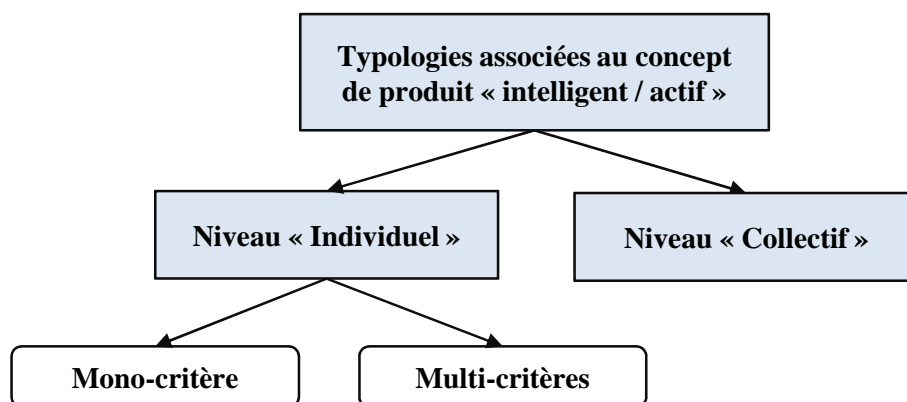 Typologies associées au concept
de produit « intelligent / actif »
Niveau « Individuel »
Niveau « Collectif »
Mono-critère
Multi-critères